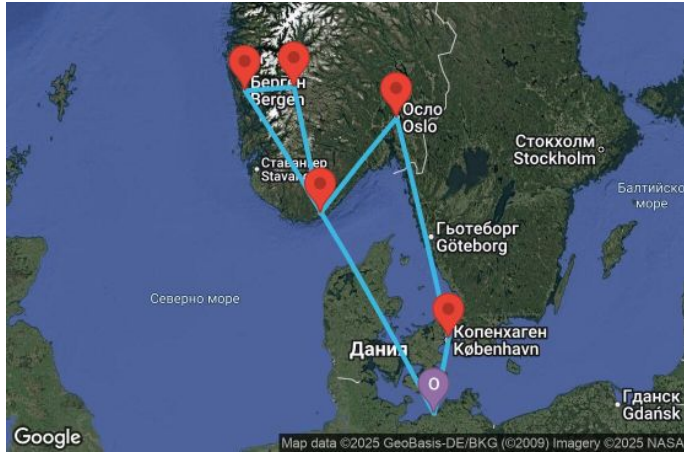 Берген
Bergen
Осло
Oslo
Стокхолм
Stockholm
Ставангер
Балтийско
море
Гьотеборг
Göteborg
Северно море
Копенхаген
København
Дания
O
Гданск
Gdańsk
Google
Map data ©2025 GeoBasis-DE/BKG (©2009) Imagery ©2025 NASA